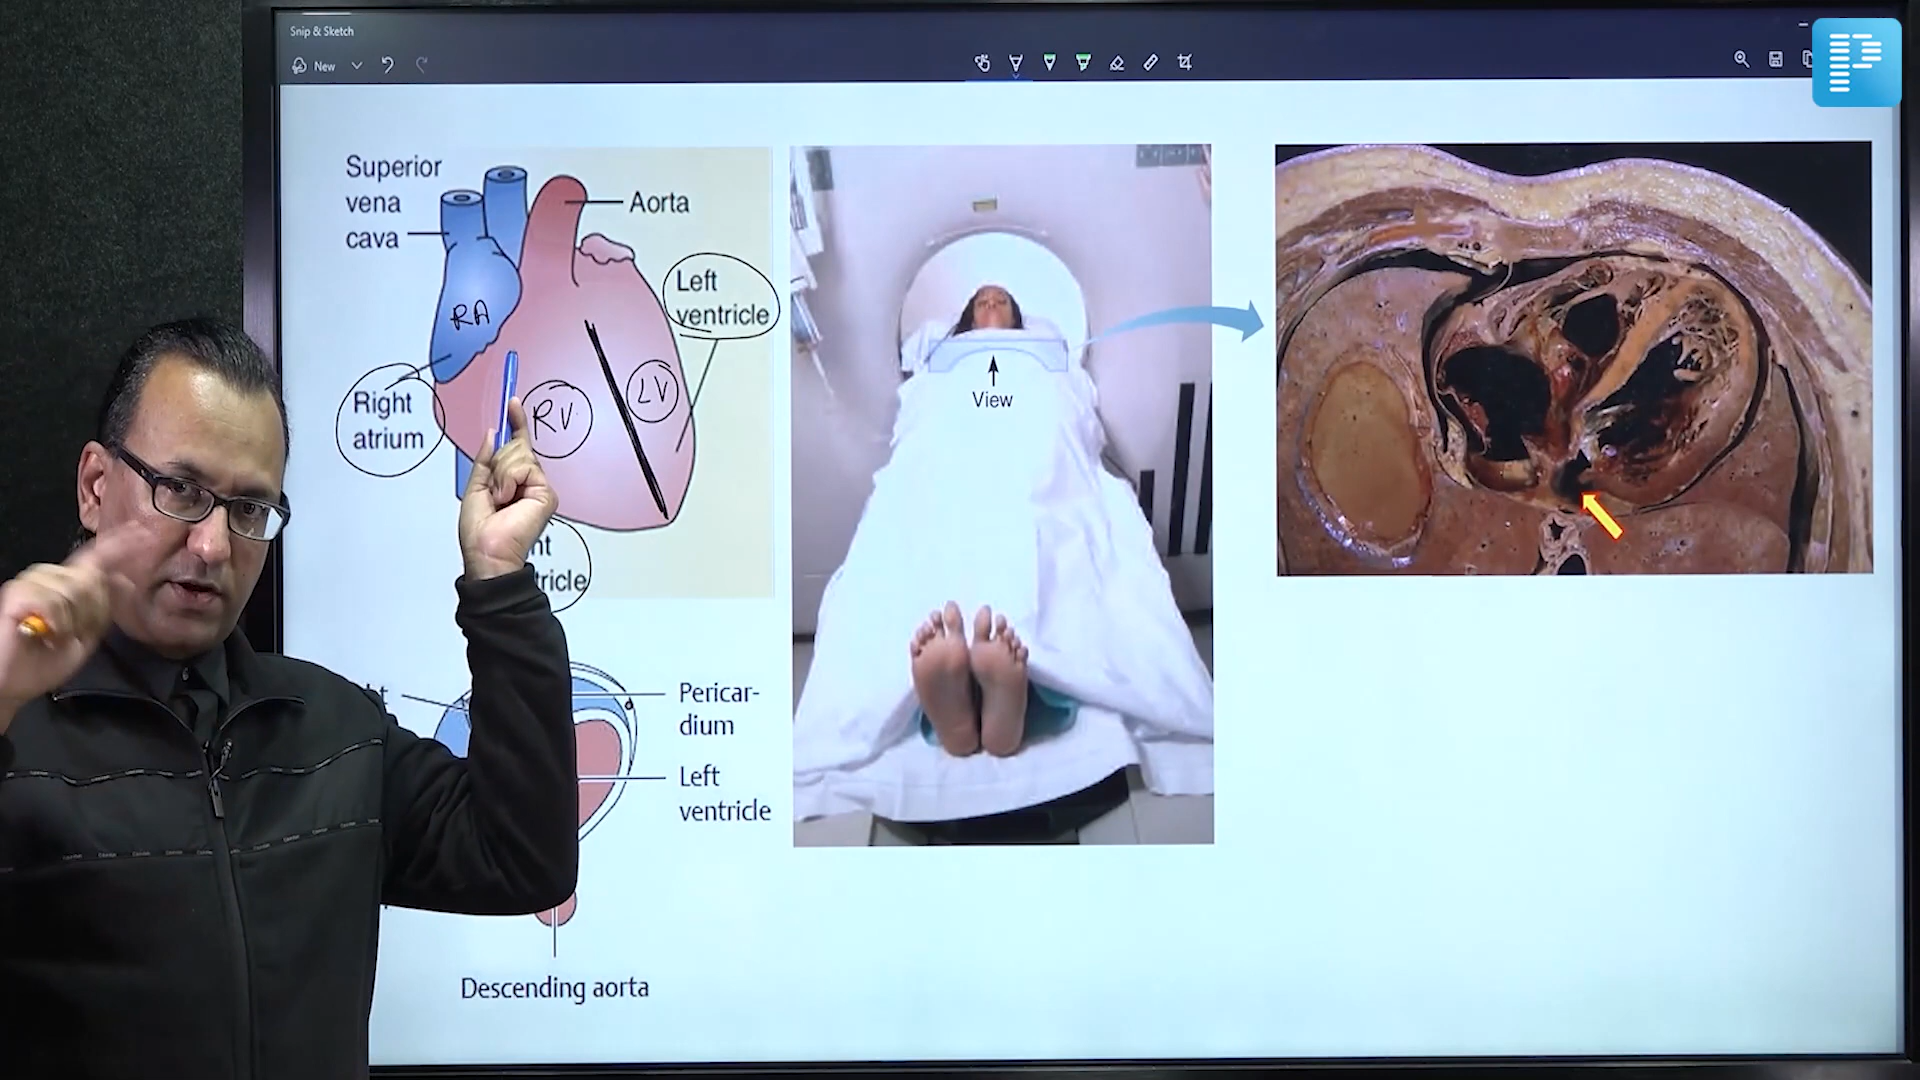 Snip & Sketch
New
Superior
vena
cava
Aorta
Left
ventricle
RA
LV
RV
Right
atrium
View
Pericar-
dium
Left
ventricle
Descending aorta